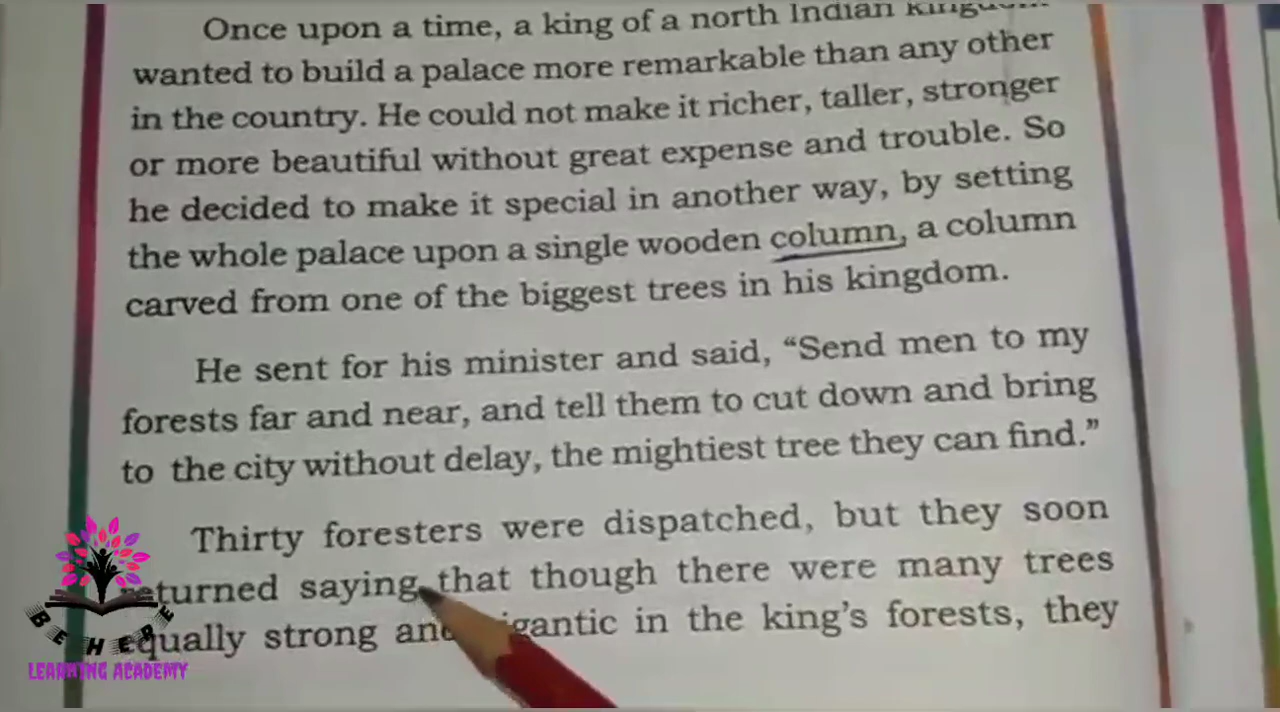 Once upon a time, a king of a north Indian kingdom
wanted to build a palace more remarkable than any other
in the country. He could not make it richer, taller, stronger
or more beautiful without great expense and trouble. So
he decided to make it special in another way, by setting
the whole palace upon a single wooden column, a column
carved from one of the biggest trees in his kingdom.
He sent for his minister and said, “Send men to my
forests far and near, and tell them to cut down and bring
to the city without delay, the mightiest tree they can find.”
Thirty foresters were dispatched, but they soon
returned saying that though there were many trees
equally strong and gigantic in the king’s forests, they
BE HERE
LEARNING ACADEMY